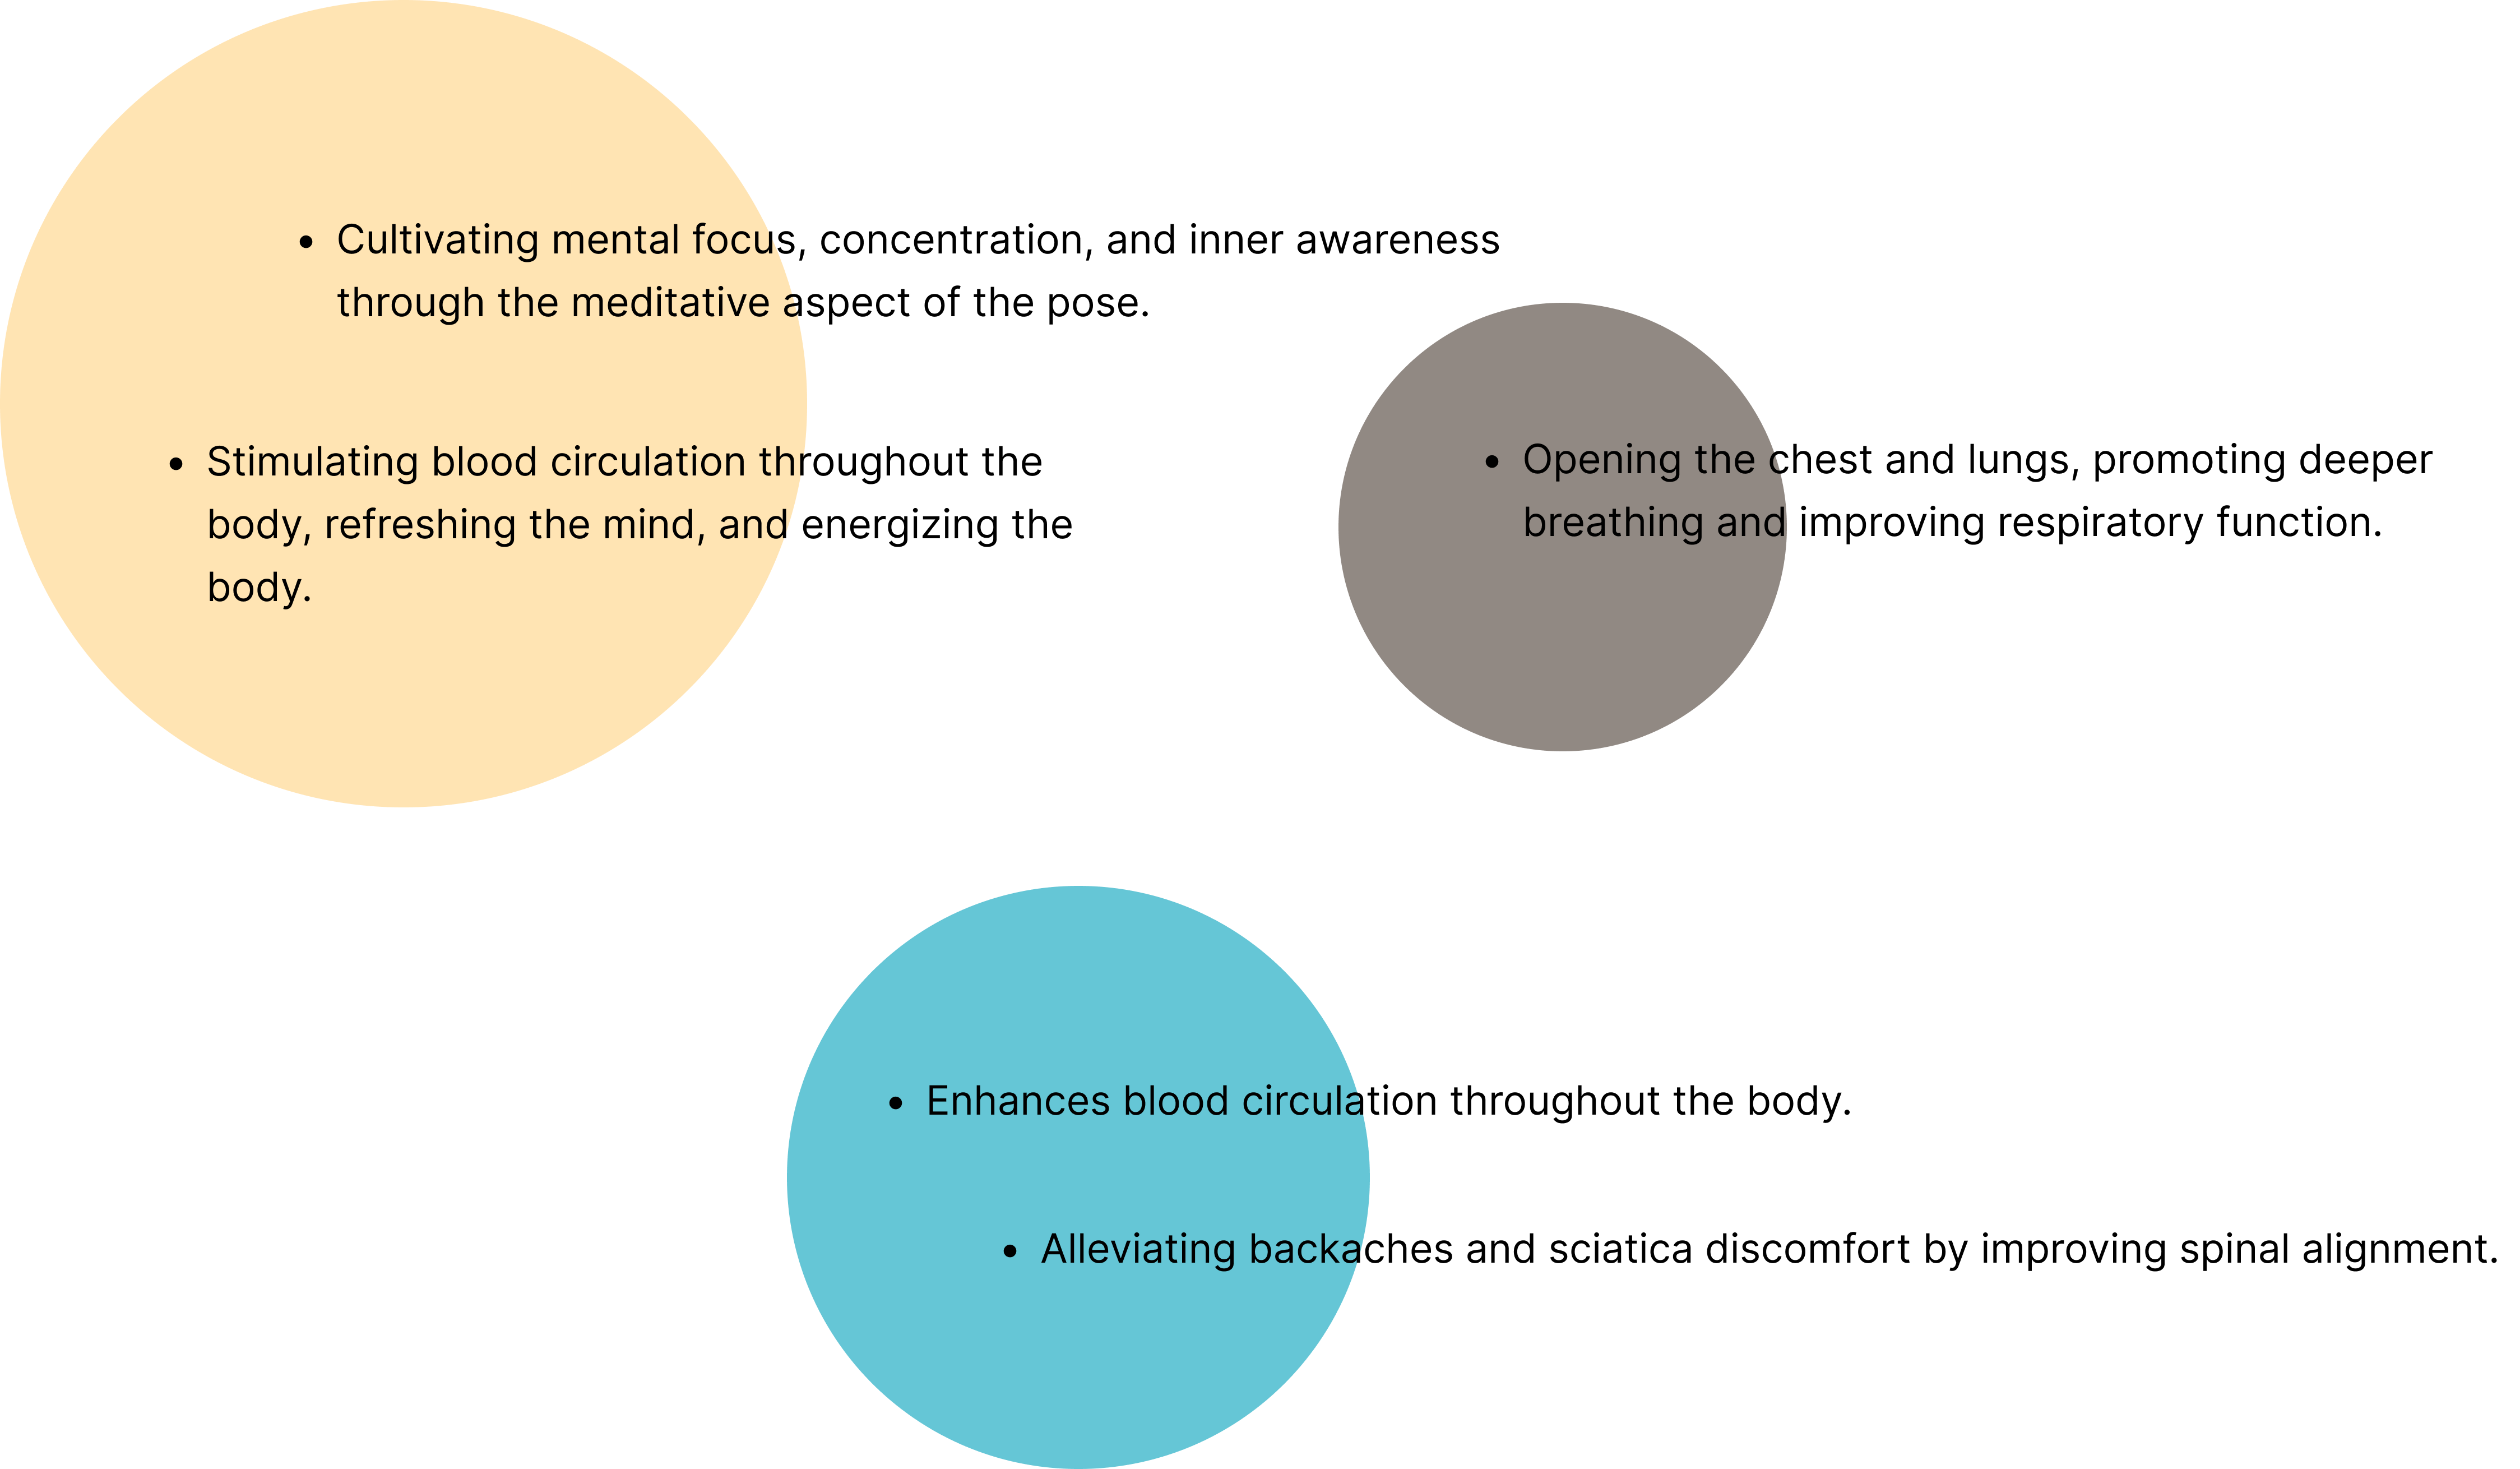 • Cultivating mental focus, concentration, and inner awareness
through the meditative aspect of the pose.
• Stimulating blood circulation throughout the
body, refreshing the mind, and energizing the
body.
• Opening the chest and lungs, promoting deeper
breathing and improving respiratory function.
• Enhances blood circulation throughout the body.
• Alleviating backaches and sciatica discomfort by improving spinal alignment.